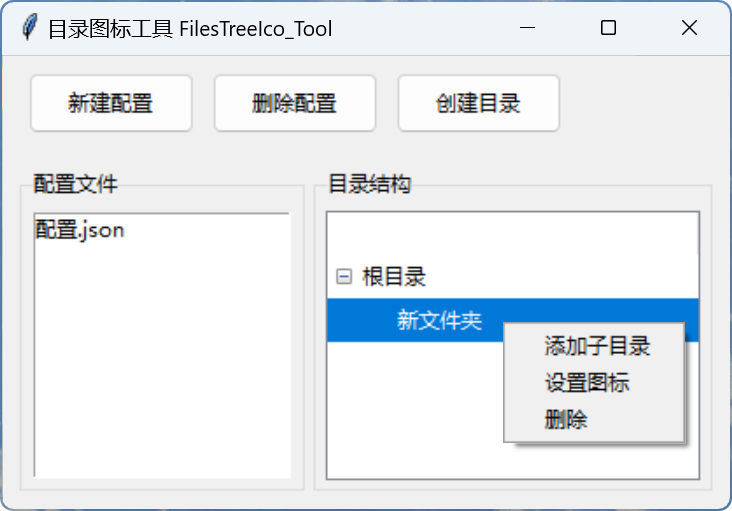 目录图标工具 FilesTreeIco_Tool
新建配置
删除配置
创建目录
配置文件
目录结构
配置.json
根目录
新文件夹
添加子目录
设置图标
删除